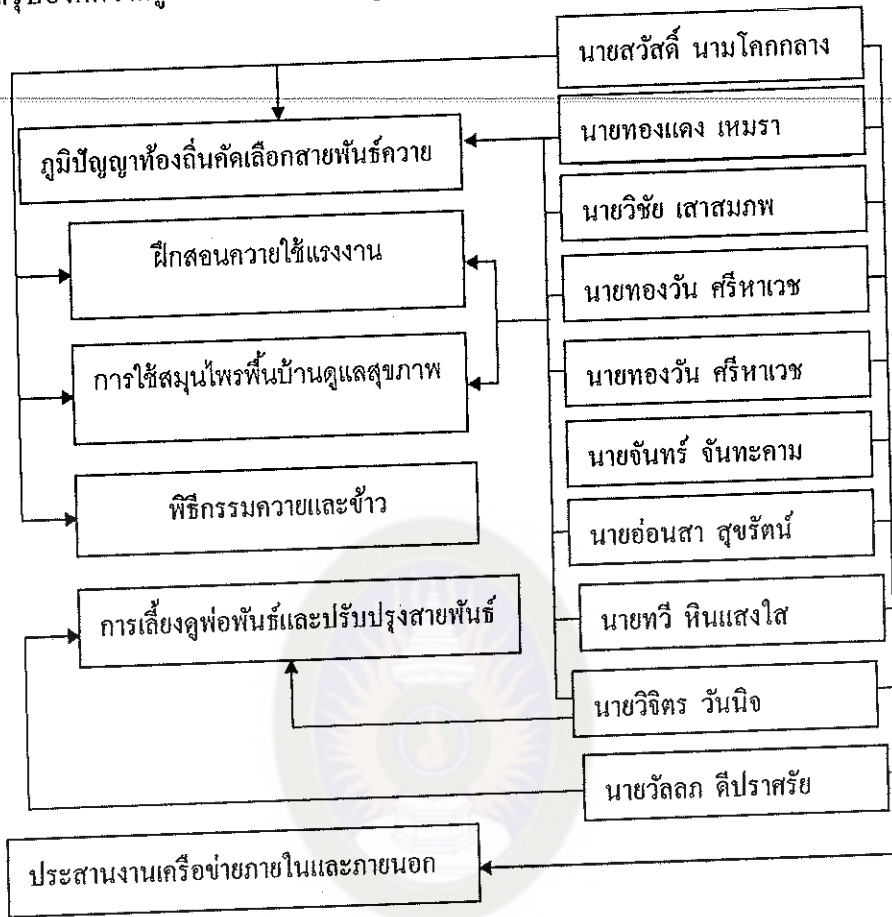 นายสวัสดิ์ นามโคกกลาง
นายทองแดง เหมรา
ภูมิปัญญาท้องถิ่นคัดเลือกสายพันธ์ควาย
นายวิชัย เสาสมภพ
ฝึกสอนควายใช้แรงงาน
นายทองวัน ศรีหาเวช
การใช้สมุนไพรพื้นบ้านดูแลสุขภาพ
นายทองวัน ศรีหาเวช
นายจันทร์ จันทะคาม
พิธีกรรมควายและข้าว
นายอ่อนสา สุขรัตน์
การเลี้ยงดูพ่อพันธ์และปรับปรุงสายพันธ์
นายทวี หินแสงใส
นายวิจิตร วันนิจ
นายวัลลภ ดีปราศรัย
ประสานงานเครือข่ายภายในและภายนอก